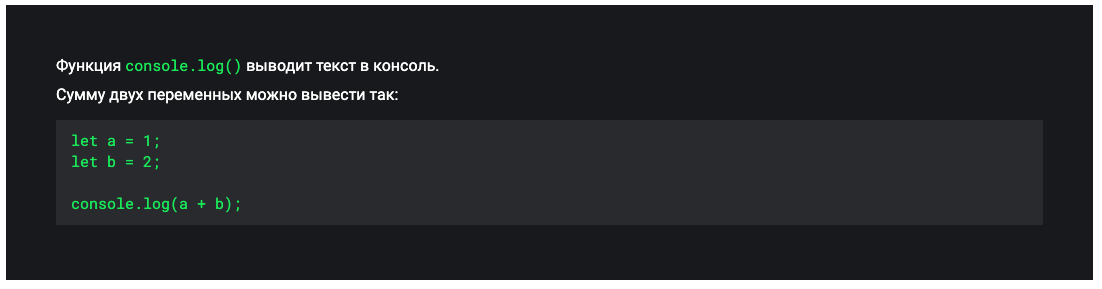 Функция console.log() выводит текст в консоль.
Сумму двух переменных можно вывести так:
let a = 1;
let b = 2;
console.log(a + b);